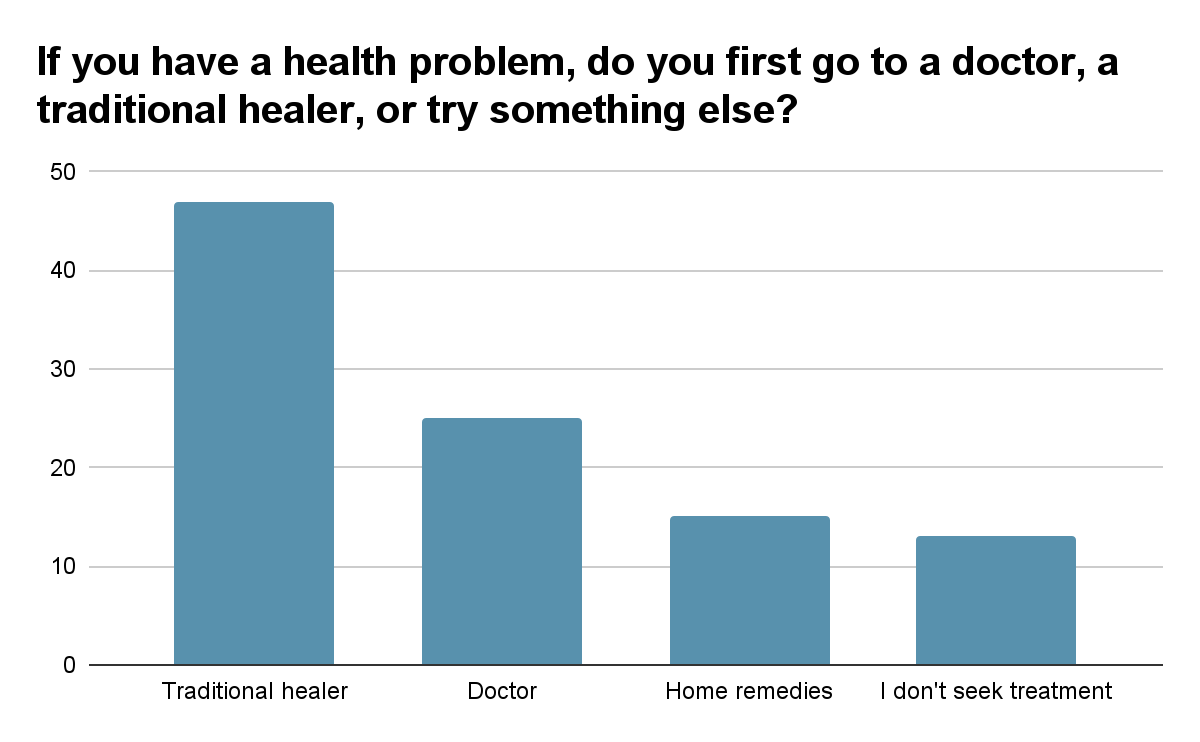 If you have a health problem, do you first go to a doctor, a
traditional healer, or try something else?
50
40
30
20
10
0
Traditional healer
Doctor
Home remedies
I don't seek treatment